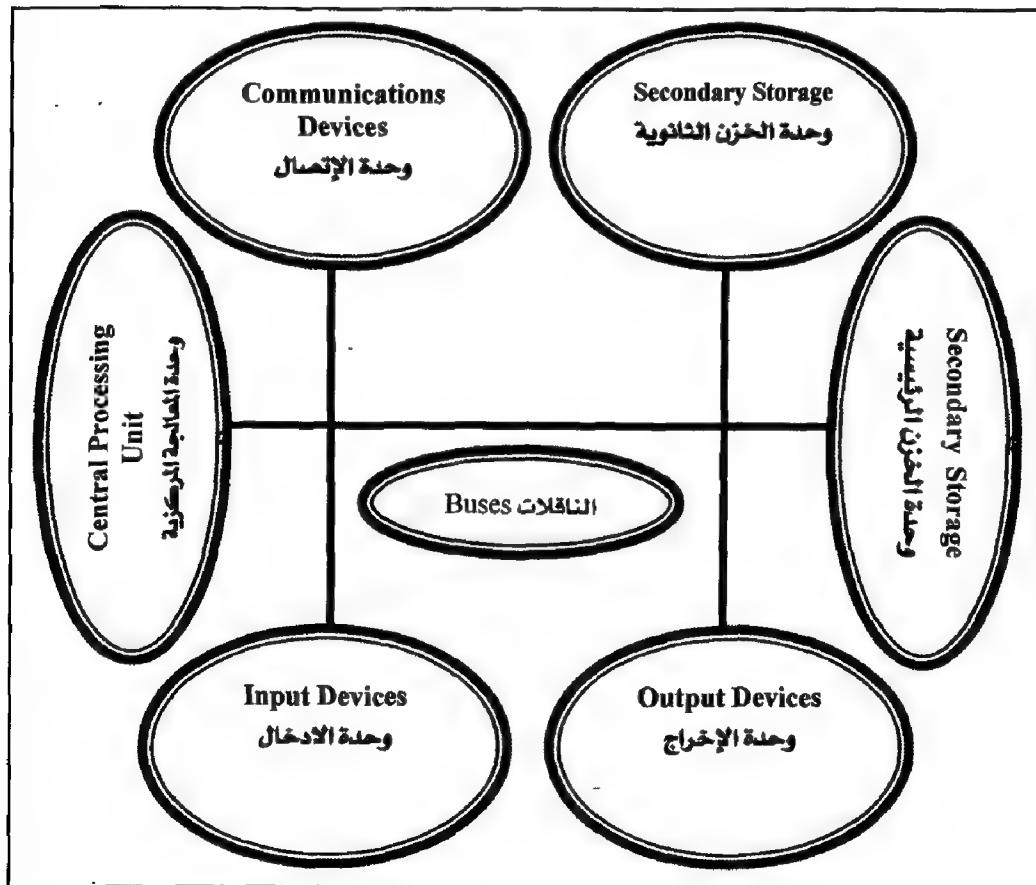 Communications
Devices
وحدة الإتصال
Secondary Storage
وحدة الخزن الثانوية
Central Processing
Unit
وحدة المعالجة المركزية
Secondary Storage
وحدة الخزن الرئيسية
Buses الناقلات
Input Devices
وحدة الادخال
Output Devices
وحدة الإخراج